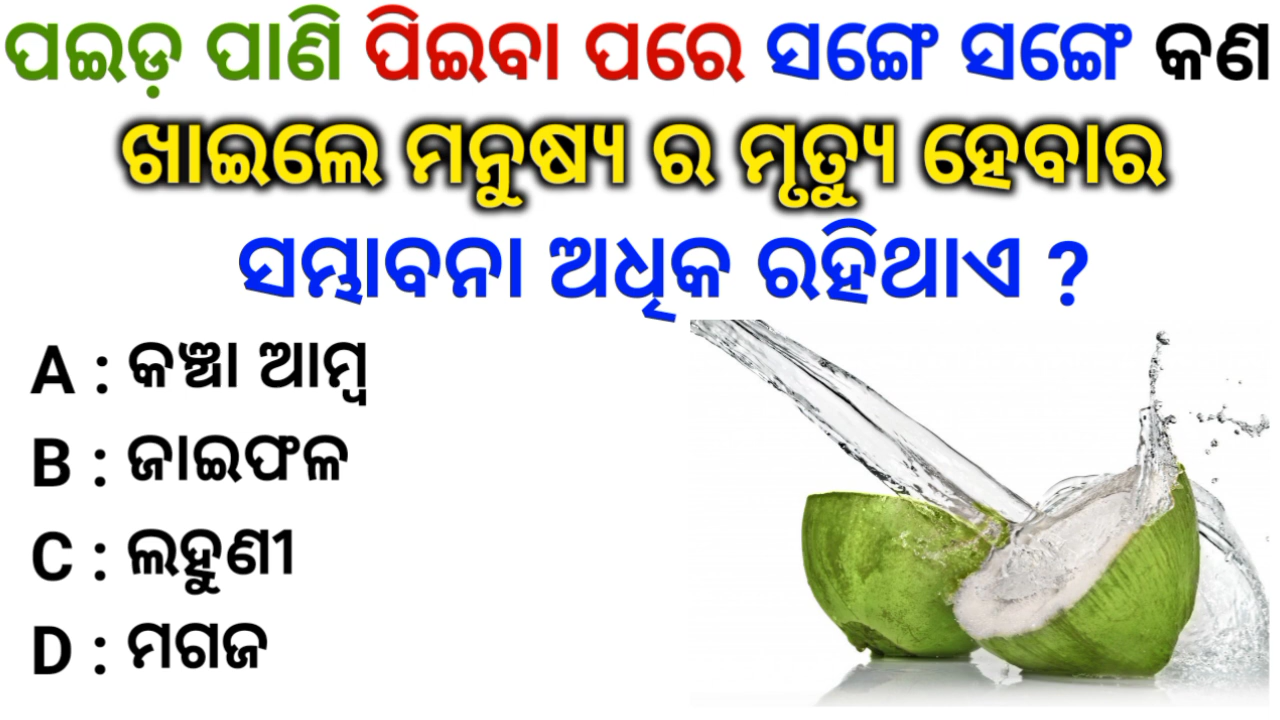 ପଇଡ଼ ପାଣି ପିଇବା ପରେ ସଙ୍ଗେ ସଙ୍ଗେ କଣ
ଖାଇଲେ ମନୁଷ୍ୟ ର ମୃତ୍ୟୁ ହେବାର
ସମ୍ଭାବନା ଅଧିକ ରହିଥାଏ ?
A : କଞ୍ଚା ଆମ୍ବ
B : ଜାଇଫଳ
C : ଲହୁଣୀ
D : ମଗଜ